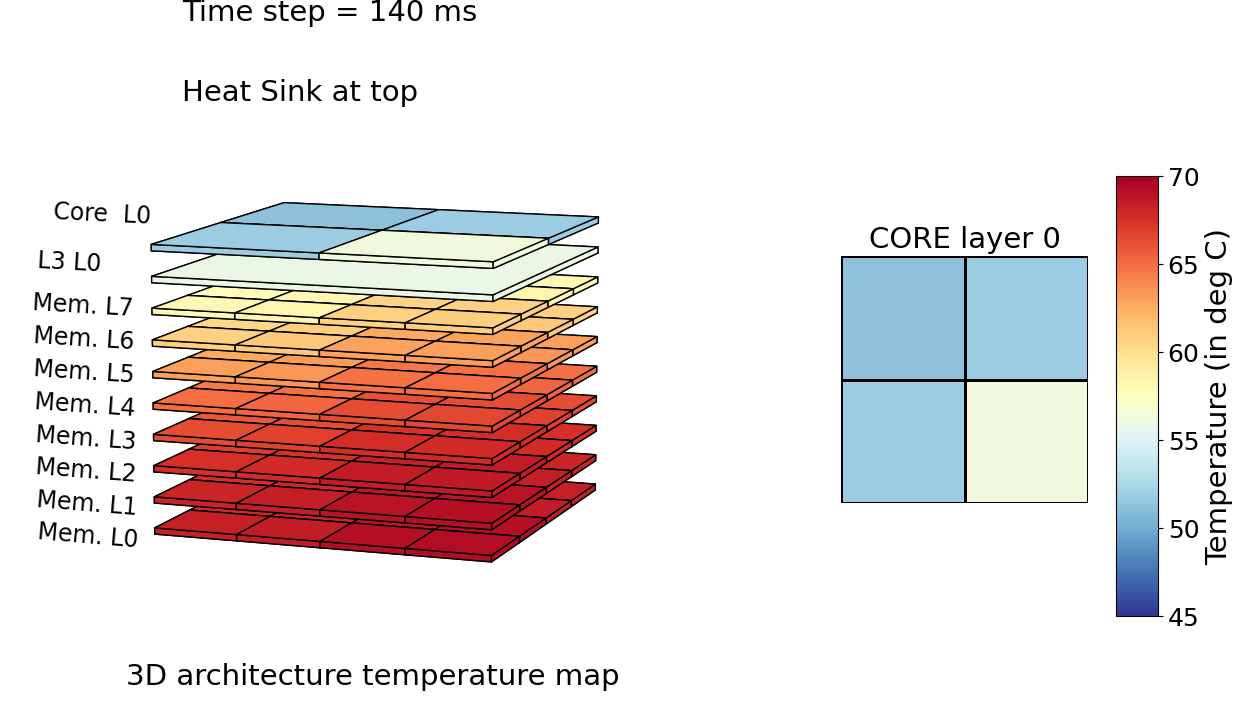 Time step = 140 ms
Heat Sink at top
Core  L0
L3 L0
Mem. L7
Mem. L6
Mem. L5
Mem. L4
Mem. L3
Mem. L2
Mem. L1
Mem. L0
3D architecture temperature map
CORE layer 0
70
65
60
55
50
45
Temperature (in deg C)